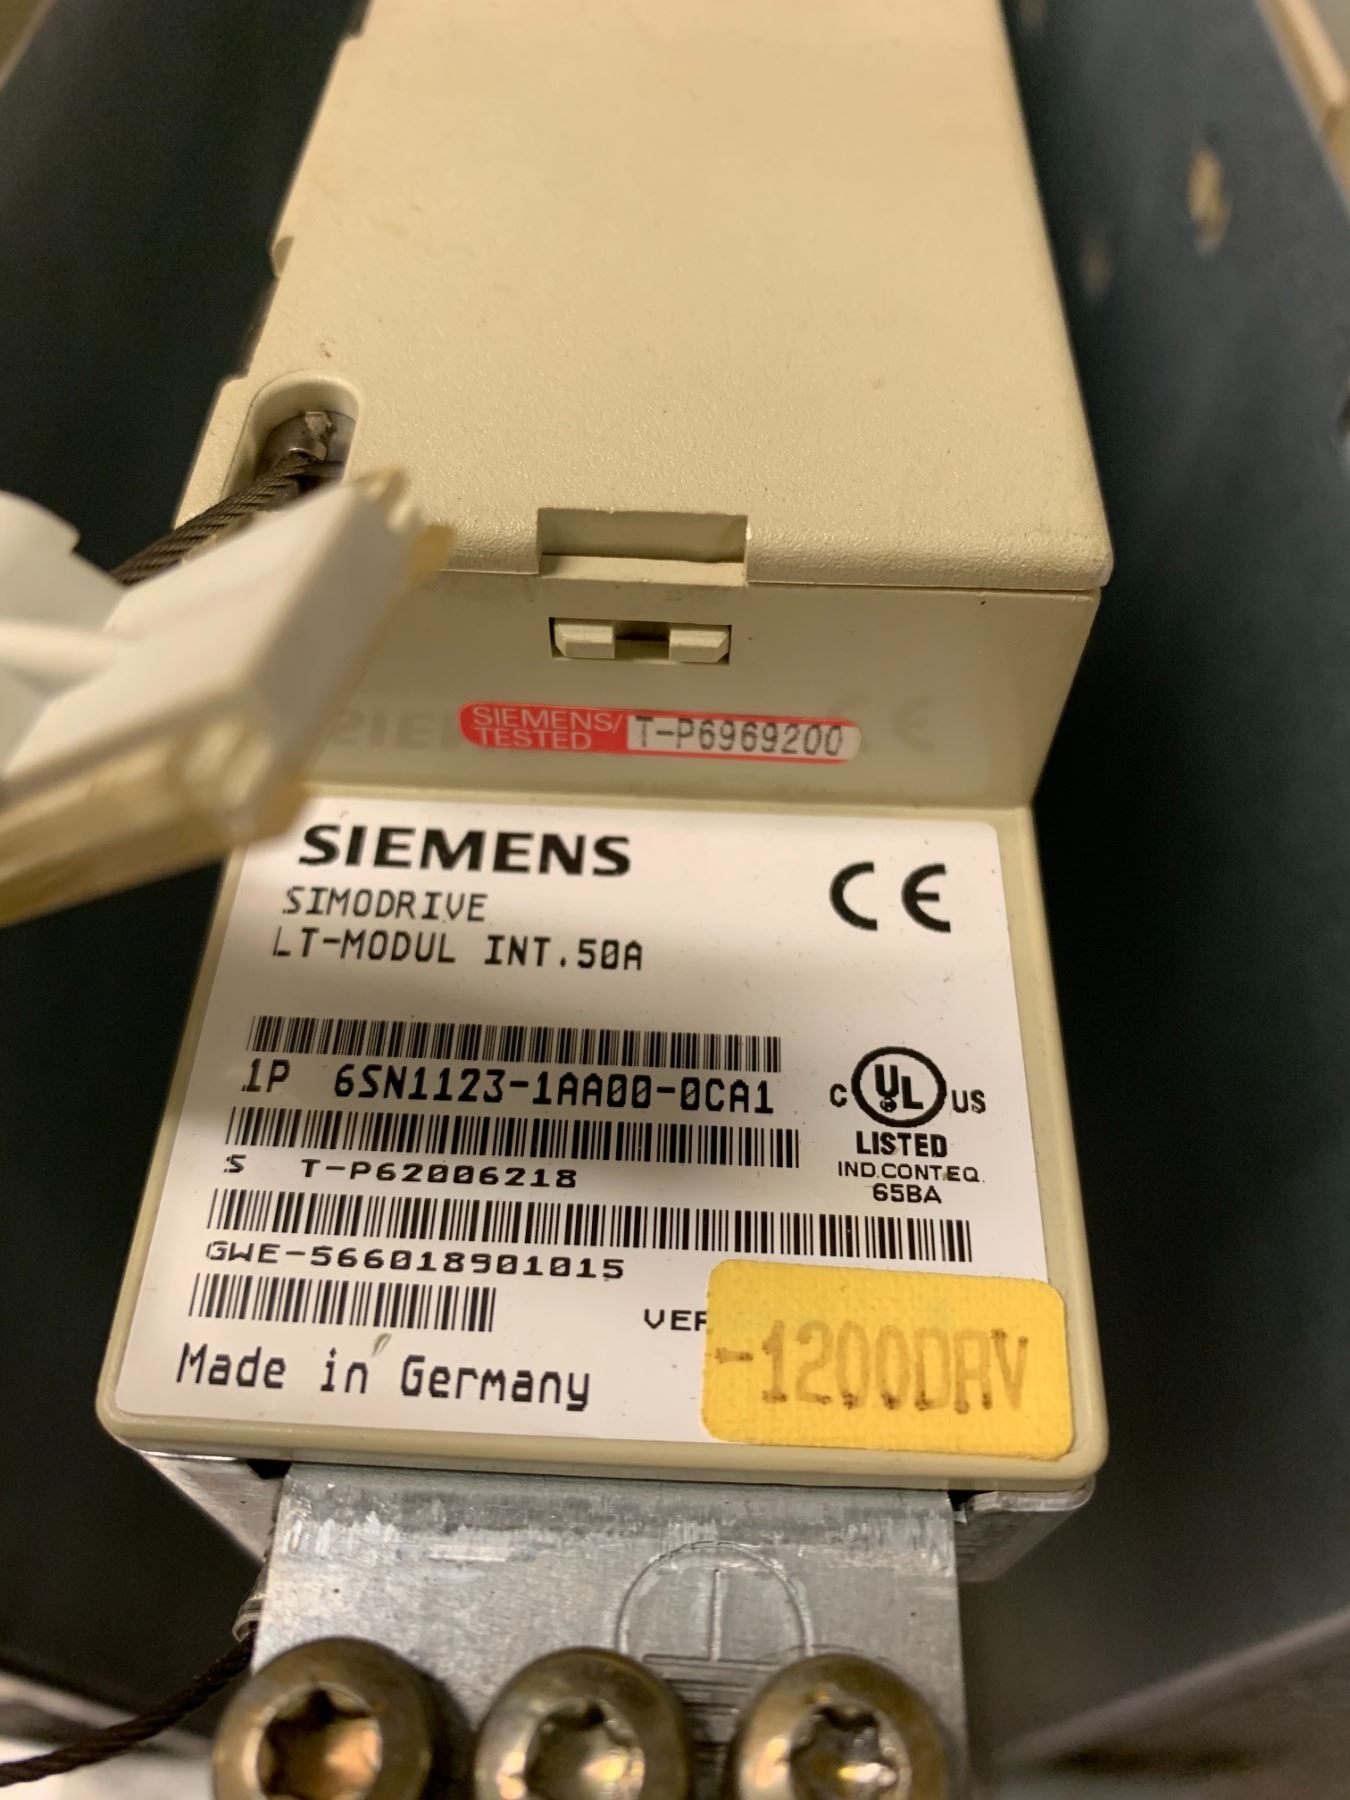 SIEMENS/
TESTED T-P6969200
SIEMENS
SIMODRIVE
LT-MODUL INT.50A
CE
1P 6SN1123-1AA00-0CA1
C UL US
LISTED
IND.CONT.EQ.
65BA
S T-P62006218
GWE-566018901015
-1200DRV
Made in Germany